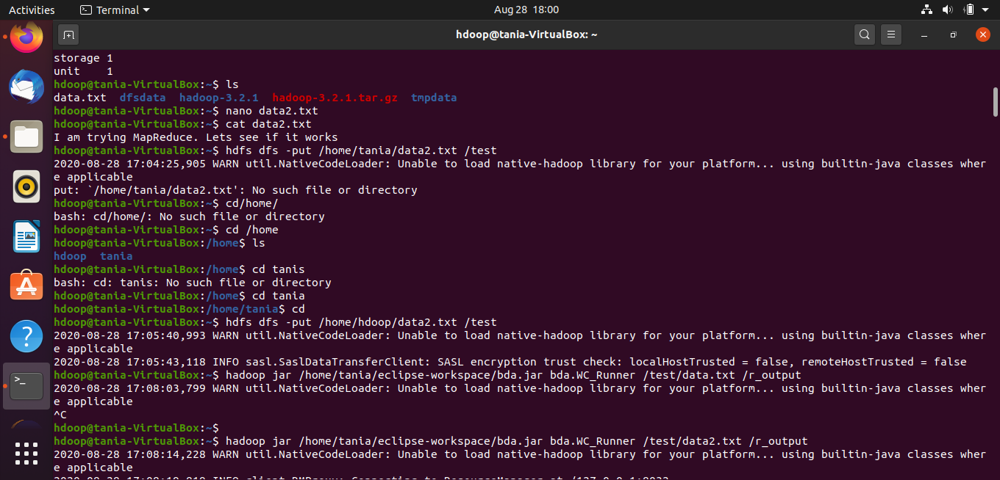 Activities Terminal Aug 28 18:00
hdoop@tania-VirtualBox: ~
storage 1
unit    1
hdoop@tania-VirtualBox:~$ ls
data.txt  dfsdata  hadoop-3.2.1  hadoop-3.2.1.tar.gz  tmpdata
hdoop@tania-VirtualBox:~$ nano data2.txt
hdoop@tania-VirtualBox:~$ cat data2.txt
I am trying MapReduce. Lets see if it works
hdoop@tania-VirtualBox:~$ hdfs dfs -put /home/tania/data2.txt /test
2020-08-28 17:04:25,905 WARN util.NativeCodeLoader: Unable to load native-hadoop library for your platform... using builtin-java classes wher
e applicable
put: `/home/tania/data2.txt': No such file or directory
hdoop@tania-VirtualBox:~$ cd/home/
bash: cd/home/: No such file or directory
hdoop@tania-VirtualBox:~$ cd /home
hdoop@tania-VirtualBox:/home$ ls
hdoop  tania
hdoop@tania-VirtualBox:/home$ cd tanis
bash: cd: tanis: No such file or directory
hdoop@tania-VirtualBox:/home$ cd tania
hdoop@tania-VirtualBox:/home/tania$ cd
hdoop@tania-VirtualBox:~$ hdfs dfs -put /home/hdoop/data2.txt /test
2020-08-28 17:05:40,993 WARN util.NativeCodeLoader: Unable to load native-hadoop library for your platform... using builtin-java classes wher
e applicable
2020-08-28 17:05:43,118 INFO sasl.SaslDataTransferClient: SASL encryption trust check: localHostTrusted = false, remoteHostTrusted = false
hdoop@tania-VirtualBox:~$ hadoop jar /home/tania/eclipse-workspace/bda.jar bda.WC_Runner /test/data.txt /r_output
2020-08-28 17:08:03,799 WARN util.NativeCodeLoader: Unable to load native-hadoop library for your platform... using builtin-java classes wher
e applicable
^C
hdoop@tania-VirtualBox:~$
hdoop@tania-VirtualBox:~$ hadoop jar /home/tania/eclipse-workspace/bda.jar bda.WC_Runner /test/data2.txt /r_output
2020-08-28 17:08:14,228 WARN util.NativeCodeLoader: Unable to load native-hadoop library for your platform... using builtin-java classes wher
e applicable